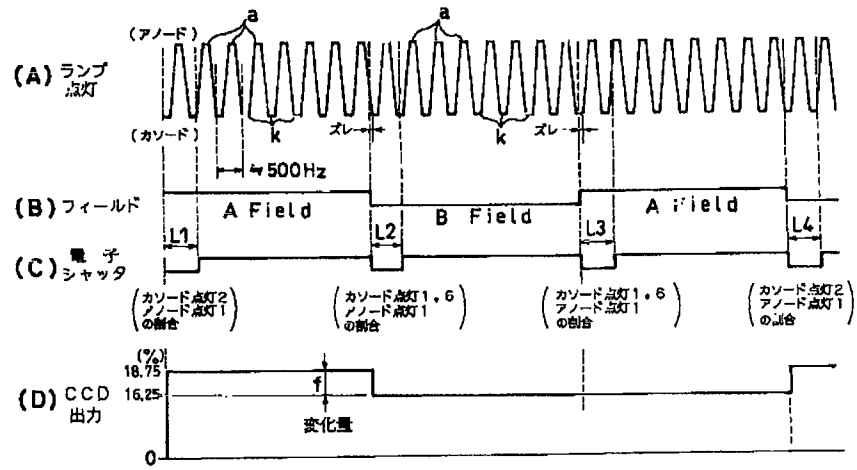 (アノード) a a
(A) ランプ
点灯
(カソード) k ズレ k ズレ
≒500Hz
(B) フィールド
A Field B Field A Field
L1 L2 L3 L4
(C) 電子
シャッタ
(カソード点灯2
アノード点灯1
の割合)
(カソード点灯1.6
アノード点灯1
の割合)
(カソード点灯1.6
アノード点灯1
の割合)
(カソード点灯2
アノード点灯1
の割合)
(%)
18.75
f
16.25
(D) CCD
出力
変化量
0